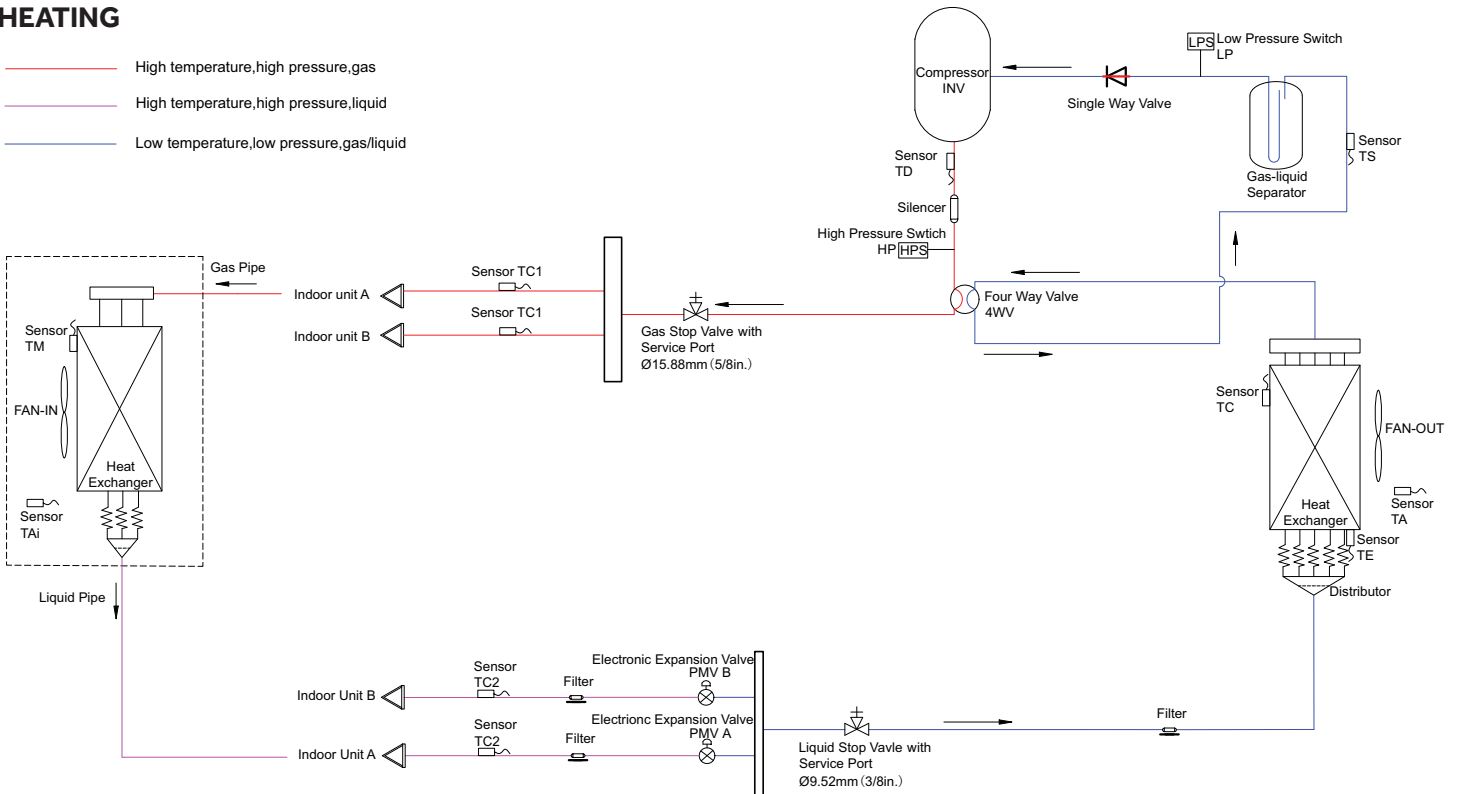 HEATING
High temperature,high pressure,gas
High temperature,high pressure,liquid
Low temperature,low pressure,gas/liquid
Compressor
INV
LPS
Low Pressure Switch
LP
Single Way Valve
Gas-liquid
Separator
Sensor
TS
Sensor
TD
Silencer
High Pressure Swtich
HP
HPS
Four Way Valve
4WV
Gas Pipe
Indoor unit A
Indoor unit B
Sensor TC1
Sensor TC1
Gas Stop Valve with
Service Port
Ø15.88mm(5/8in.)
Sensor
TM
FAN-IN
Heat
Exchanger
Sensor
TAi
Liquid Pipe
Sensor
TC
FAN-OUT
Heat
Exchanger
Sensor
TA
Sensor
TE
Distributor
Indoor Unit B
Sensor
TC2
Filter
Electronic Expansion Valve
PMV B
Indoor Unit A
Sensor
TC2
Filter
Electrionc Expansion Valve
PMV A
Liquid Stop Vavle with
Service Port
Ø9.52mm(3/8in.)
Filter